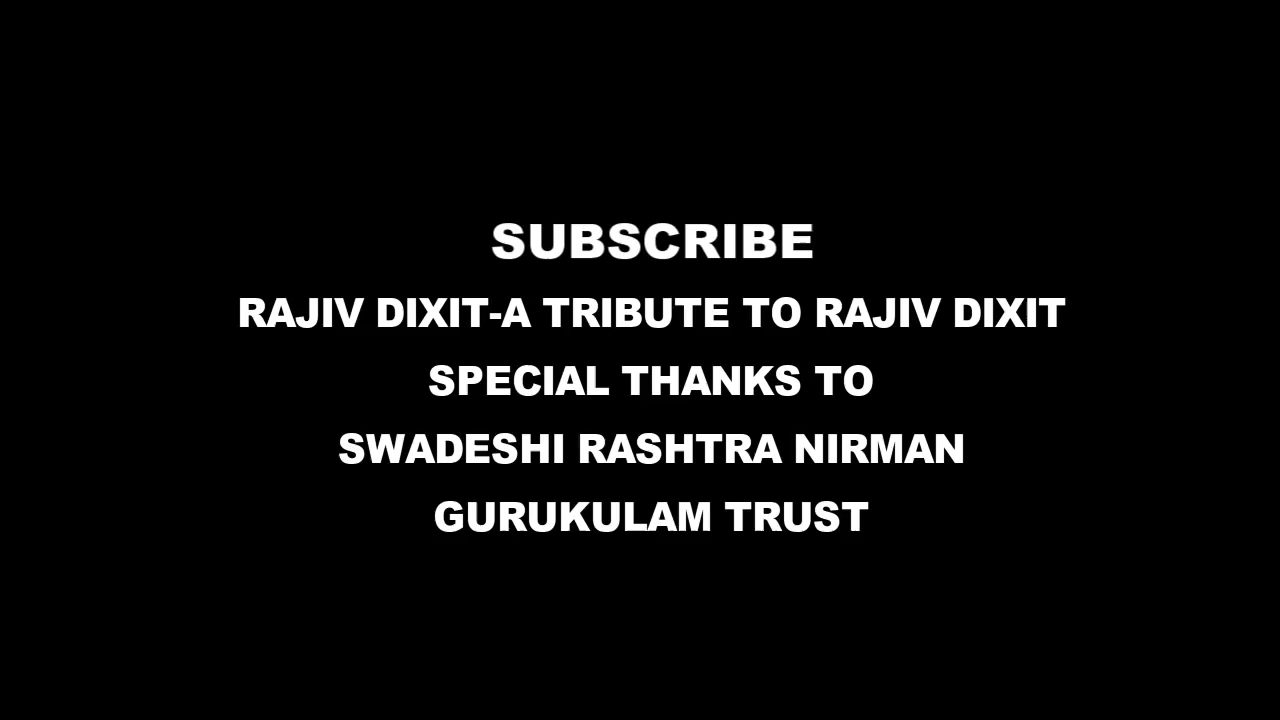 SUBSCRIBE
RAJIV DIXIT-A TRIBUTE TO RAJIV DIXIT
SPECIAL THANKS TO
SWADESHI RASHTRA NIRMAN
GURUKULAM TRUST